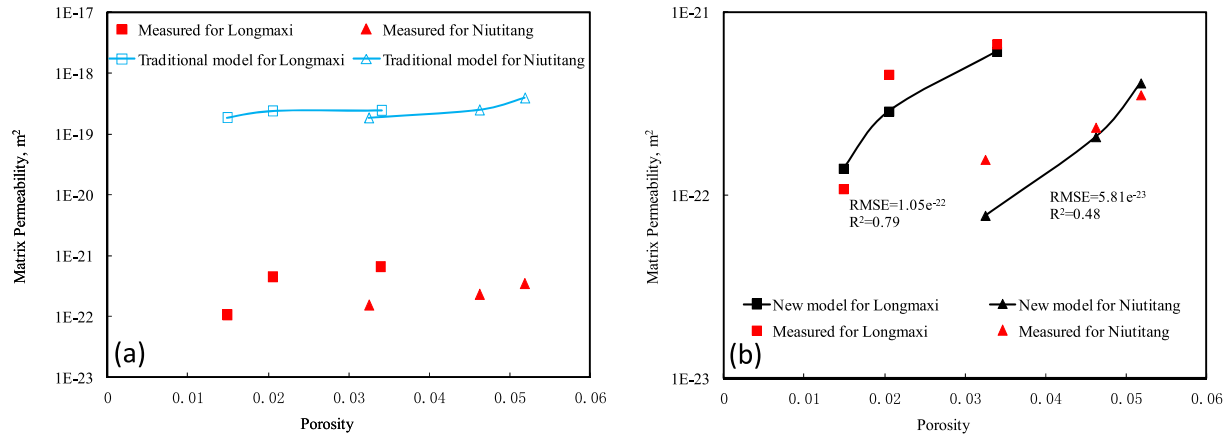 Measured for Longmaxi
Measured for Niutitang
Traditional model for Longmaxi
Traditional model for Niutitang
1E-17
1E-18
1E-19
1E-20
1E-21
1E-22
1E-23
Matrix Permeability, m²
(a)
0 0.01 0.02 0.03 0.04 0.05 0.06
Porosity
1E-21
1E-22
1E-23
Matrix Permeability, m²
RMSE=1.05e⁻²²
R²=0.79
RMSE=5.81e⁻²³
R²=0.48
New model for Longmaxi
New model for Niutitang
Measured for Longmaxi
Measured for Niutitang
(b)
0 0.01 0.02 0.03 0.04 0.05 0.06
Porosity